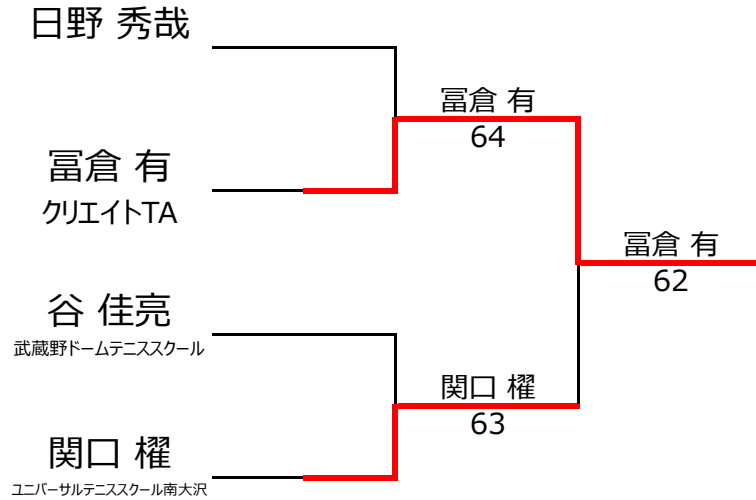 日野 秀哉
冨倉 有
64
冨倉 有
クリエイトTA
冨倉 有
62
谷 佳亮
武蔵野ドームテニススクール
関口 櫂
63
関口 櫂
ユニバーサルテニススクール南大沢